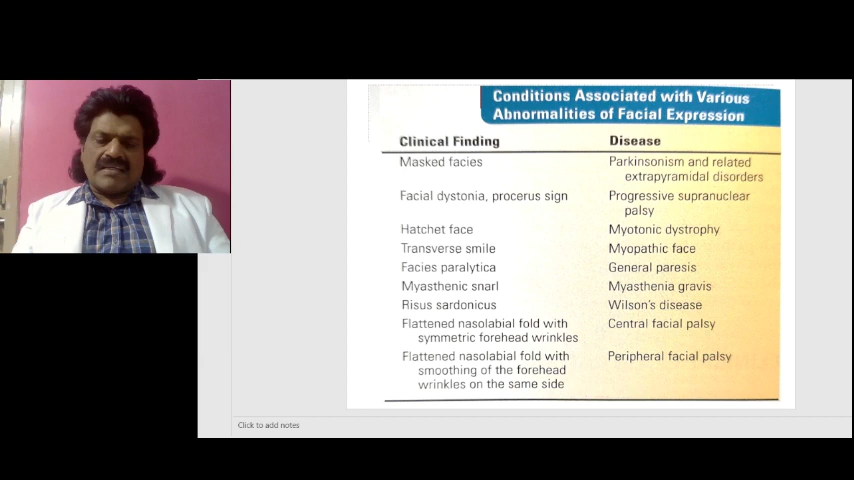 Conditions Associated with Various
Abnormalities of Facial Expression
Clinical Finding Disease
Masked facies Parkinsonism and related
extrapyramidal disorders
Facial dystonia, procerus sign Progressive supranuclear
palsy
Hatchet face Myotonic dystrophy
Transverse smile Myopathic face
Facies paralytica General paresis
Myasthenic snarl Myasthenia gravis
Risus sardonicus Wilson's disease
Flattened nasolabial fold with Central facial palsy
symmetric forehead wrinkles
Flattened nasolabial fold with Peripheral facial palsy
smoothing of the forehead
wrinkles on the same side
Click to add notes